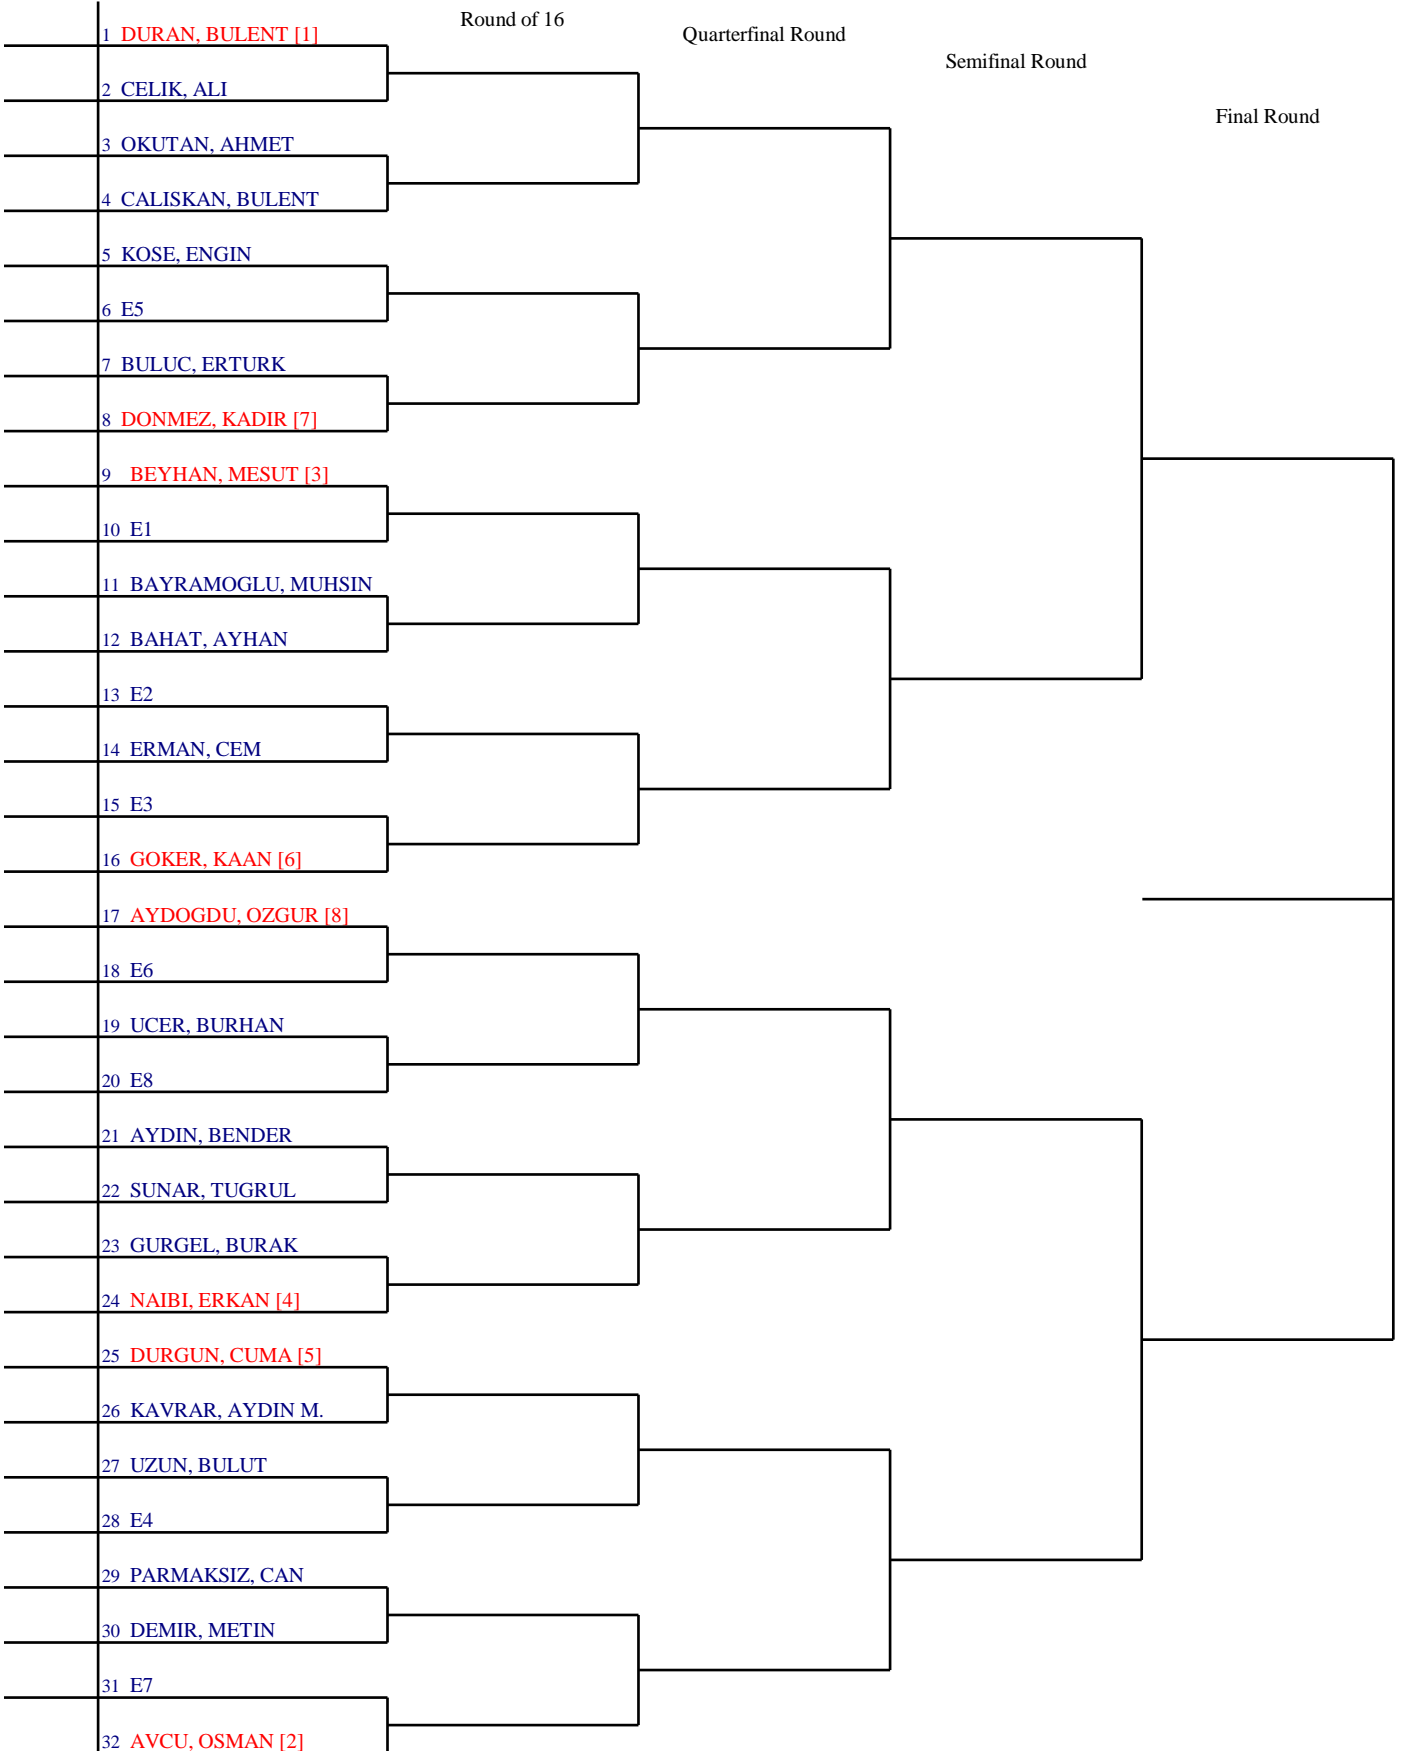 Round of 16
Quarterfinal Round
Semifinal Round
Final Round
1 DURAN, BULENT [1]
2 CELIK, ALI
3 OKUTAN, AHMET
4 CALISKAN, BULENT
5 KOSE, ENGIN
6 E5
7 BULUC, ERTURK
8 DONMEZ, KADIR [7]
9 BEYHAN, MESUT [3]
10 E1
11 BAYRAMOGLU, MUHSIN
12 BAHAT, AYHAN
13 E2
14 ERMAN, CEM
15 E3
16 GOKER, KAAN [6]
17 AYDOGDU, OZGUR [8]
18 E6
19 UCER, BURHAN
20 E8
21 AYDIN, BENDER
22 SUNAR, TUGRUL
23 GURGEL, BURAK
24 NAIBI, ERKAN [4]
25 DURGUN, CUMA [5]
26 KAVRAR, AYDIN M.
27 UZUN, BULUT
28 E4
29 PARMAKSIZ, CAN
30 DEMIR, METIN
31 E7
32 AVCU, OSMAN [2]